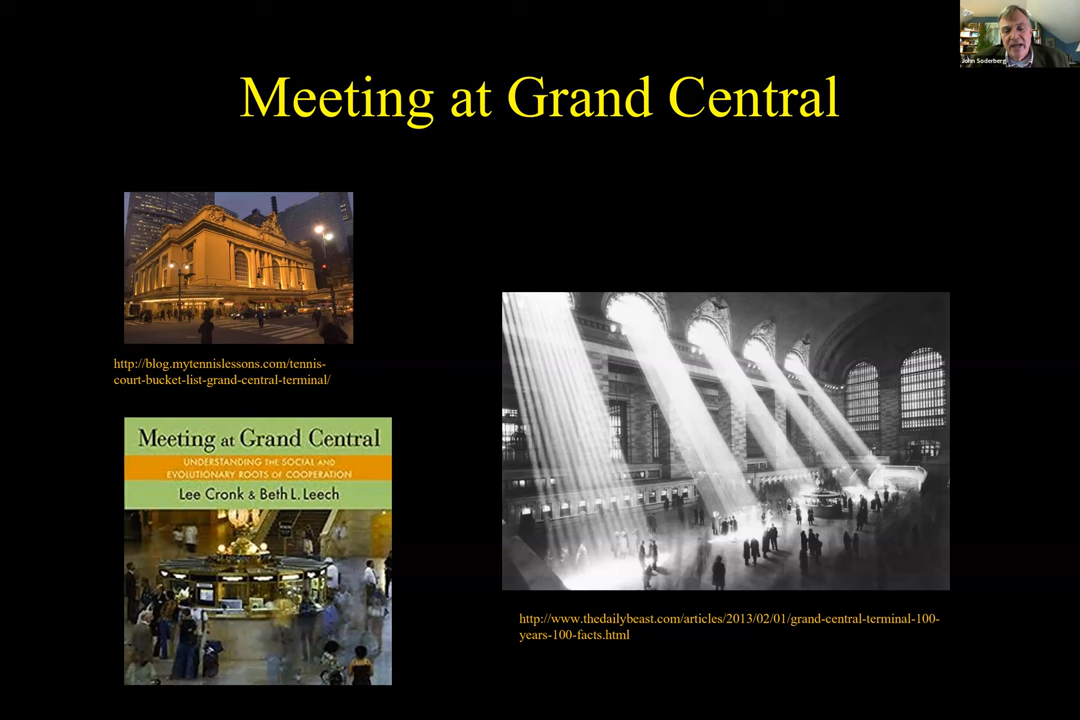 John Soderberg
Meeting at Grand Central
http://blog.mytennislessons.com/tennis-
court-bucket-list-grand-central-terminal/
Meeting at Grand Central
UNDERSTANDING THE SOCIAL AND
EVOLUTIONARY ROOTS OF COOPERATION
Lee Cronk & Beth L. Leech
http://www.thedailybeast.com/articles/2013/02/01/grand-central-terminal-100-
years-100-facts.html